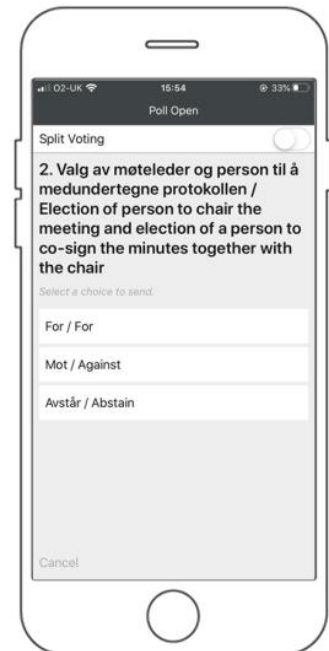 O2-UK 15:54 33%
Poll Open
Split Voting
2. Valg av møteleder og person til å
medundertegne protokollen /
Election of person to chair the
meeting and election of a person to
co-sign the minutes together with
the chair
Select a choice to send.
For / For
Mot / Against
Avstår / Abstain
Cancel